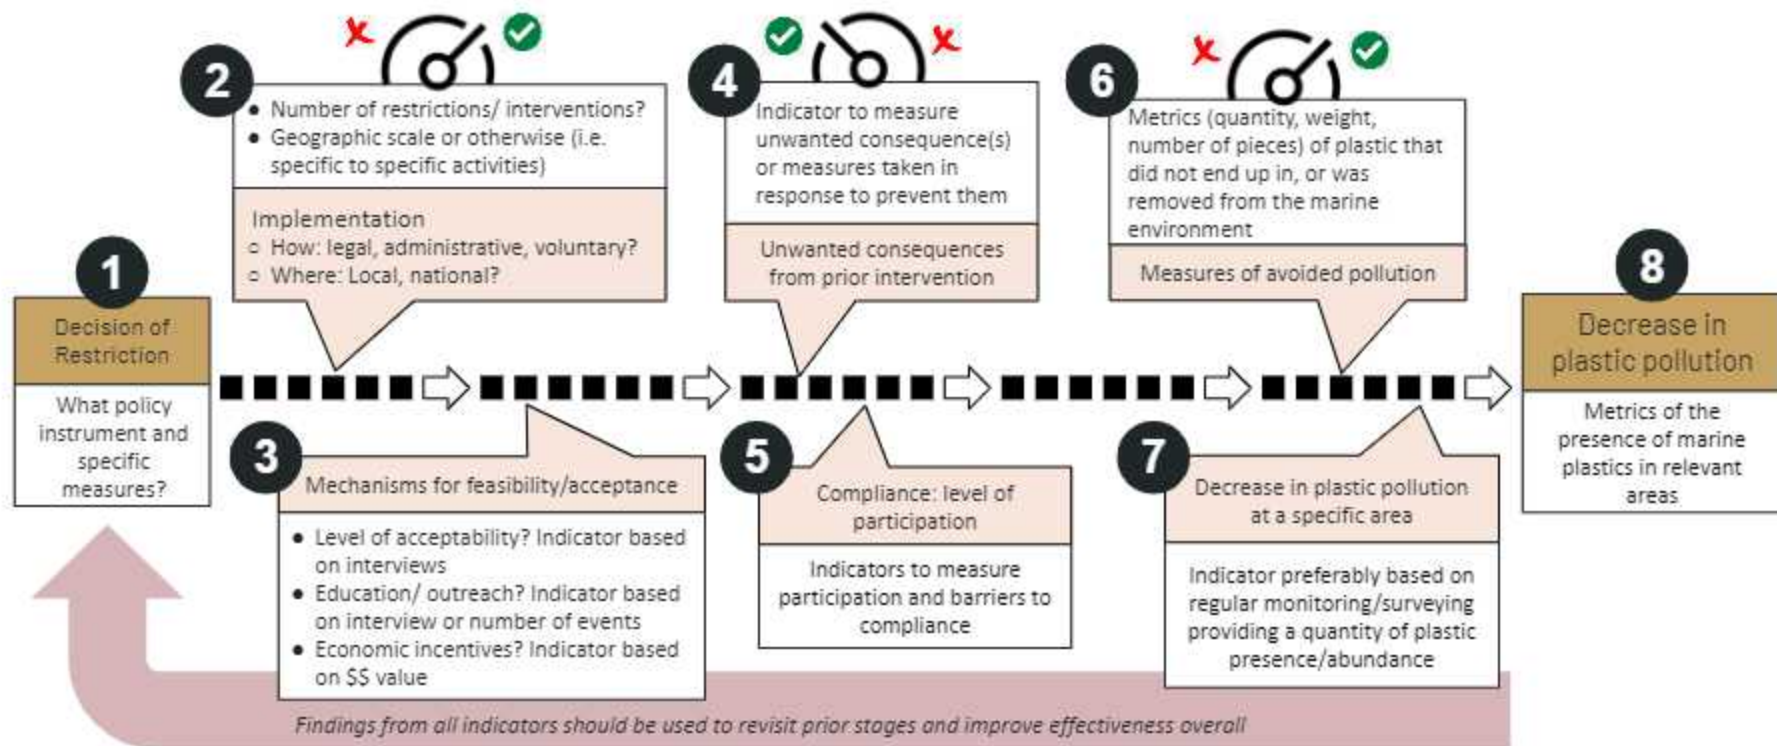 1
Decision of
Restriction
What policy
instrument and
specific
measures?
2
● Number of restrictions/ interventions?
● Geographic scale or otherwise (i.e.
specific to specific activities)
Implementation
○ How: legal, administrative, voluntary?
○ Where: Local, national?
3
Mechanisms for feasibility/acceptance
● Level of acceptability? Indicator based
on interviews
● Education/ outreach? Indicator based
on interview or number of events
● Economic incentives? Indicator based
on $$ value
4
Indicator to measure
unwanted consequence(s)
or measures taken in
response to prevent them
Unwanted consequences
from prior intervention
5
Compliance: level of
participation
Indicators to measure
participation and barriers to
compliance
6
Metrics (quantity, weight,
number of pieces) of plastic that
did not end up in, or was
removed from the marine
environment
Measures of avoided pollution
7
Decrease in plastic pollution
at a specific area
Indicator preferably based on
regular monitoring/surveying
providing a quantity of plastic
presence/abundance
8
Decrease in
plastic pollution
Metrics of the
presence of marine
plastics in relevant
areas
Findings from all indicators should be used to revisit prior stages and improve effectiveness overall